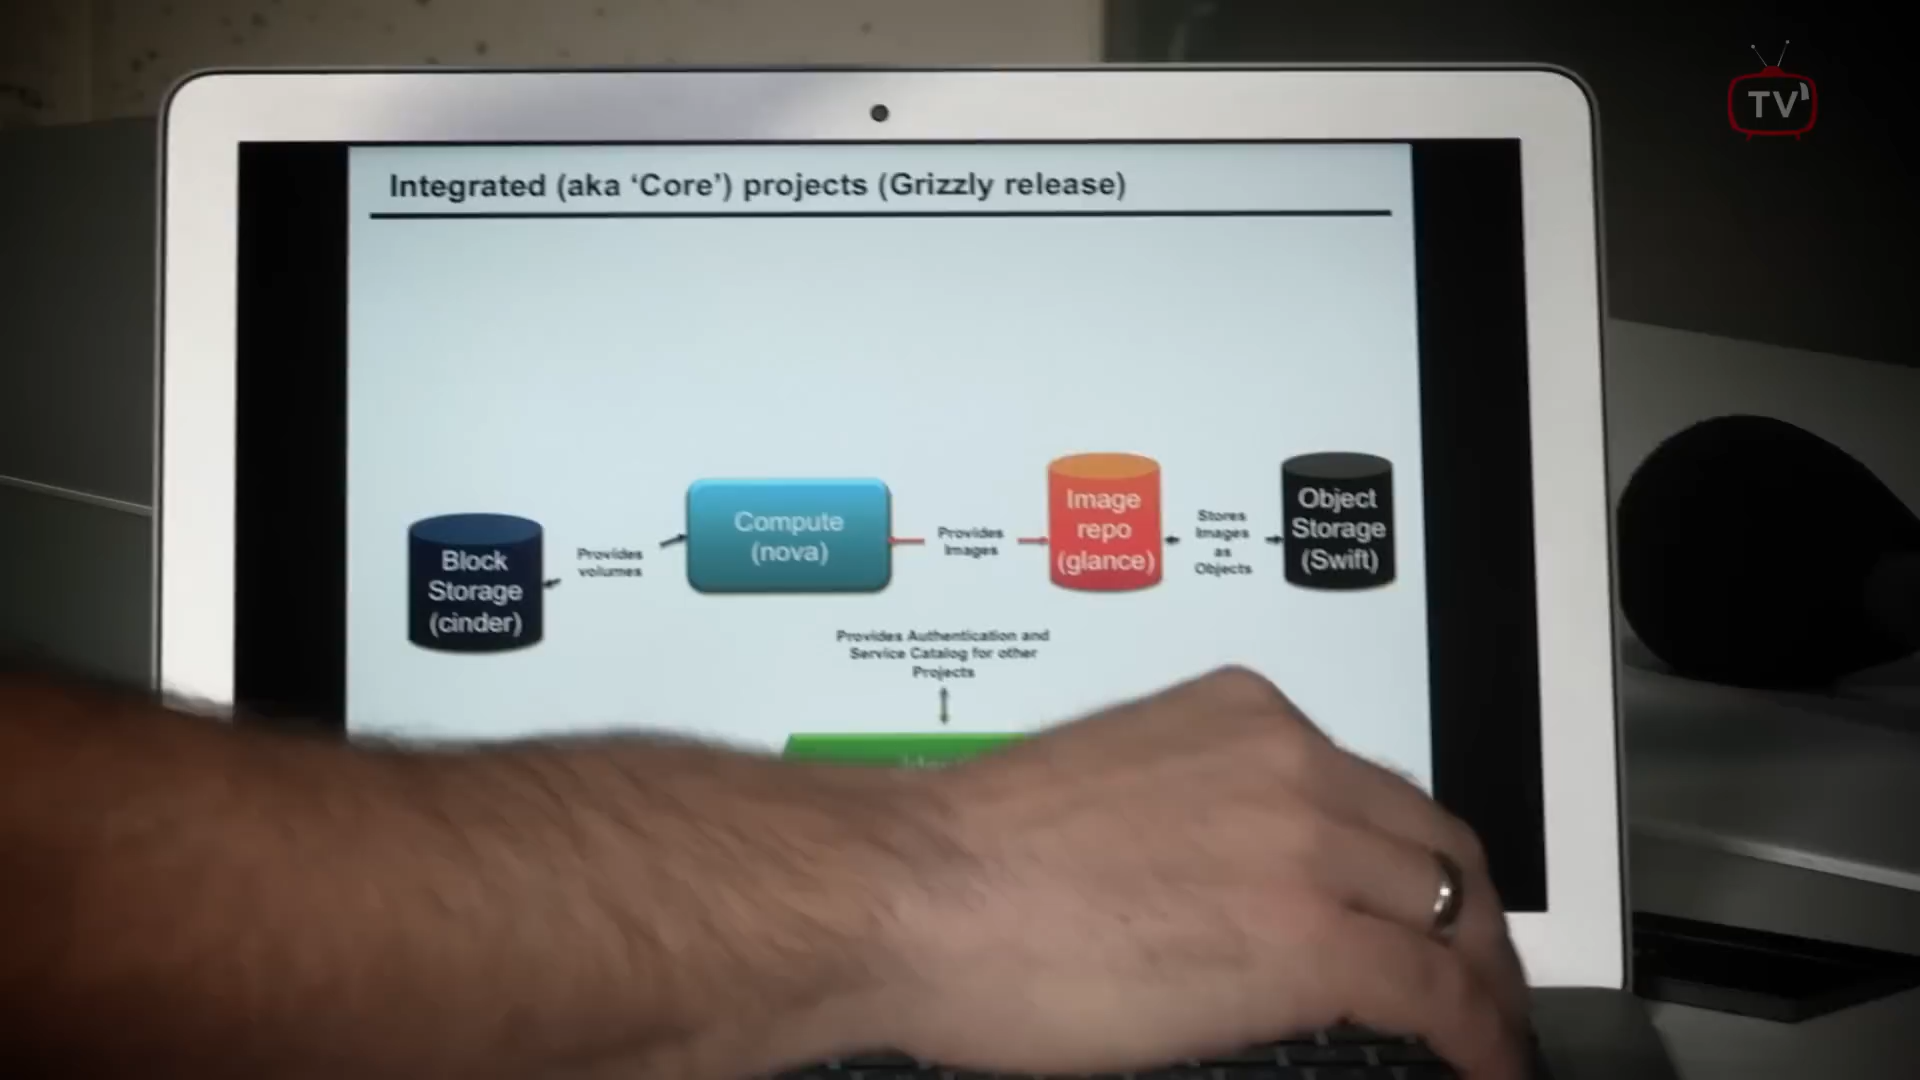 TV
Integrated (aka ‘Core’) projects (Grizzly release)
Block
Storage
(cinder)
Provides
volumes
Compute
(nova)
Provides
Images
Image
repo
(glance)
Stores
Images
as
Objects
Object
Storage
(Swift)
Provides Authentication and
Service Catalog for other
Projects